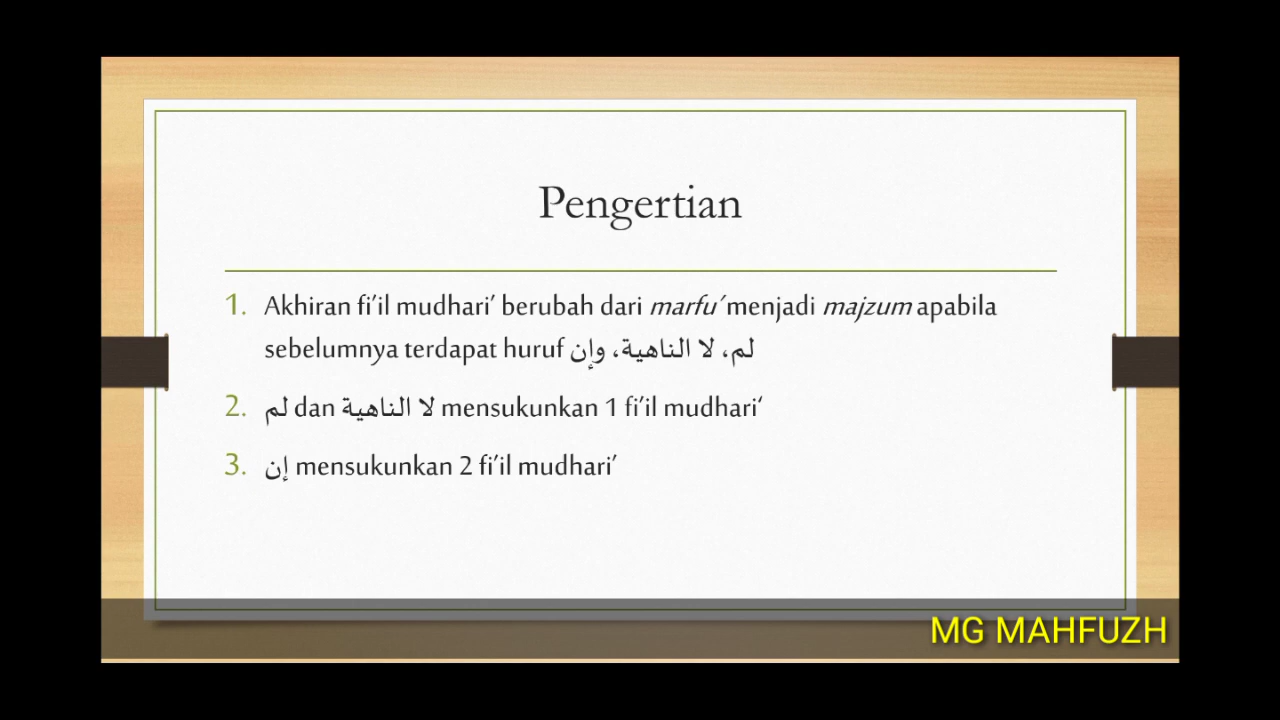 Pengertian
1. Akhiran fi'il mudhari' berubah dari marfu' menjadi majzum apabila
sebelumnya terdapat huruf لم، لا الناهية، وإن
2. لم dan لا الناهية mensukunkan 1 fi'il mudhari'
3. إن mensukunkan 2 fi'il mudhari'
MG MAHFUZH